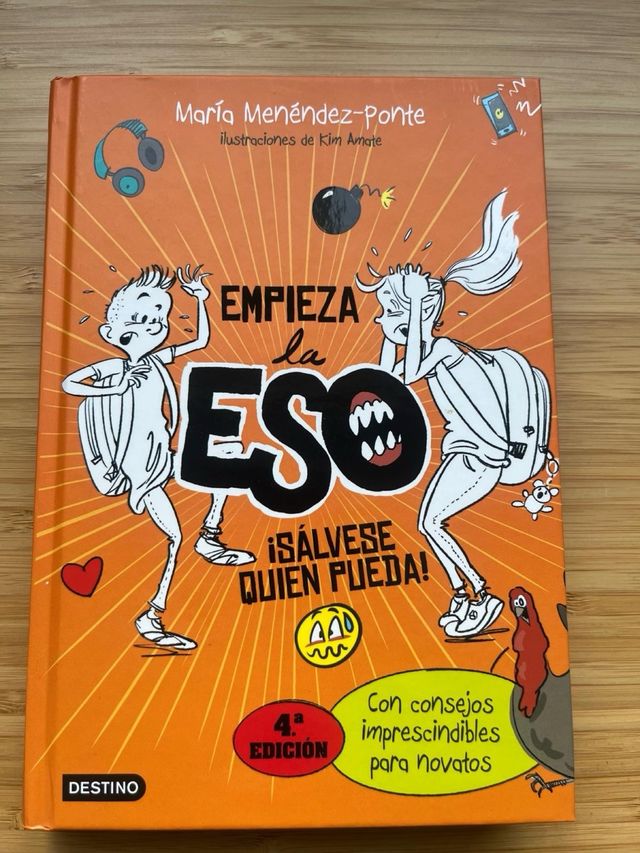 María Menéndez-Ponte
ilustraciones de Kim Amate
EMPIEZA
la
ESO
¡SÁLVESE
QUIEN PUEDA!
4.ª
EDICIÓN
Con consejos
imprescindibles
para novatos
DESTINO